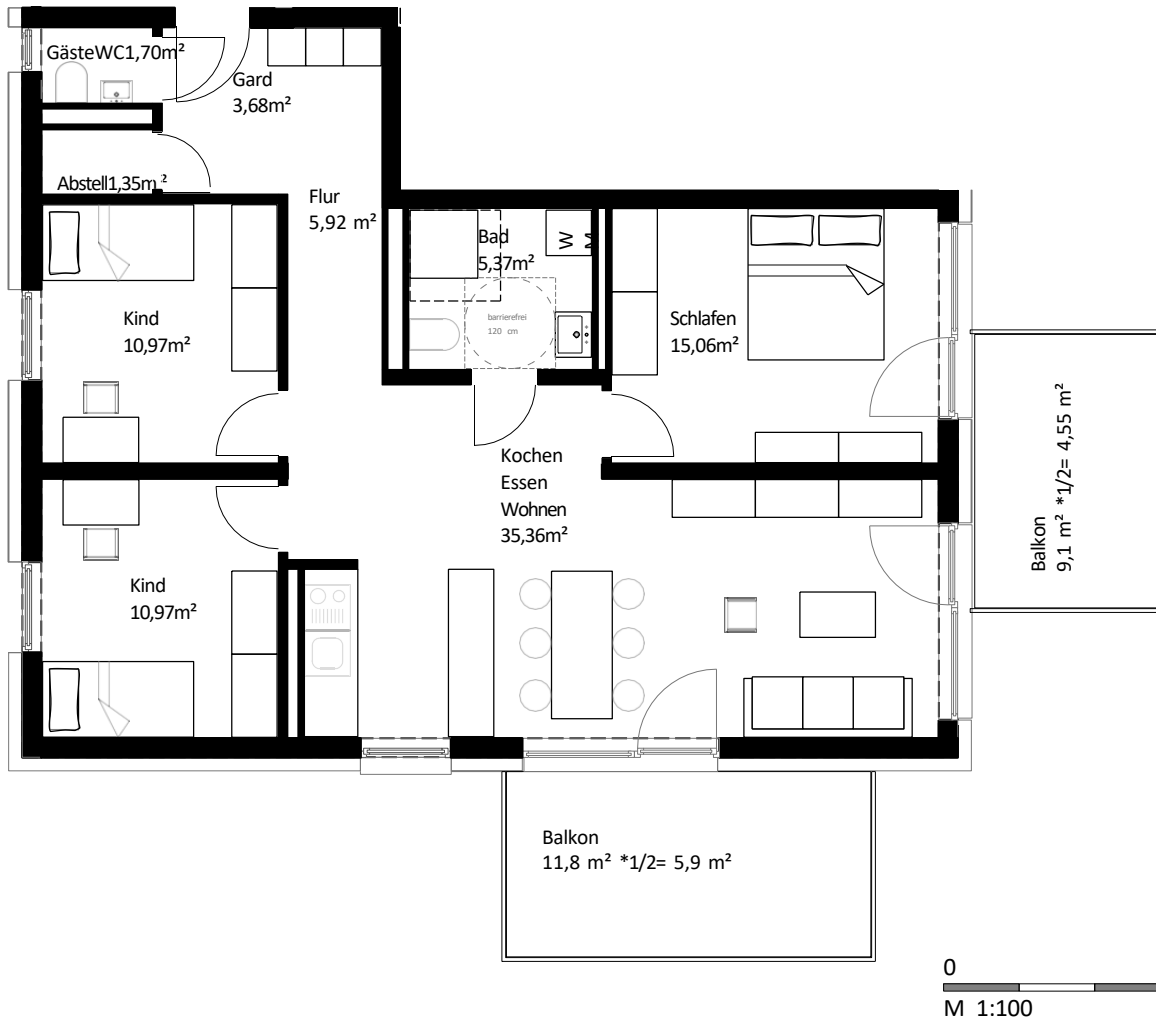 GästeWC1,70m²
Gard
3,68m²
Abstell1,35m²
Flur
5,92 m²
Bad
5,37m²
W M
barrierefrei
120 cm
Kind
10,97m²
Schlafen
15,06m²
Balkon
9,1 m² *1/2= 4,55 m²
Kochen
Essen
Wohnen
35,36m²
Kind
10,97m²
Balkon
11,8 m² *1/2= 5,9 m²
0
M 1:100